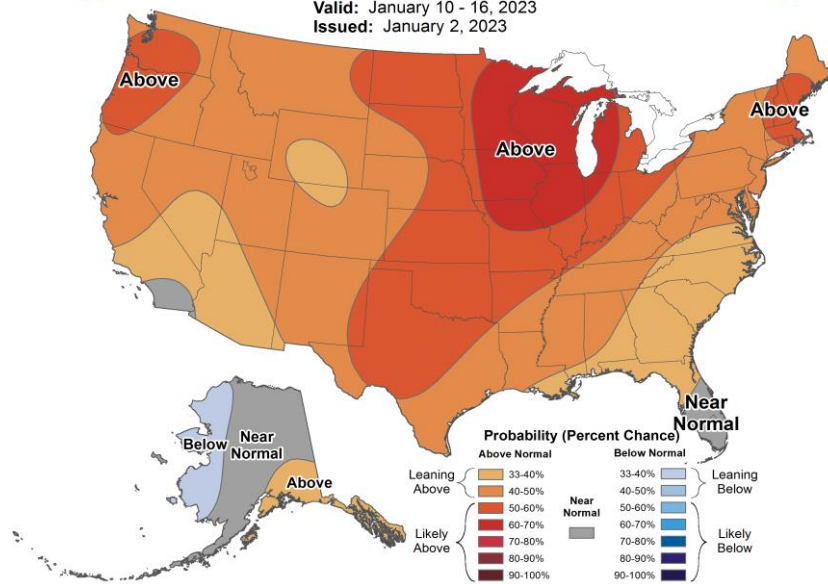 Valid: January 10 - 16, 2023
Issued: January 2, 2023
Above
Above
Above
Below
Near
Normal
Above
Near
Normal
Probability (Percent Chance)
Above Normal
Below Normal
Leaning
Above
33-40%
40-50%
Likely
Above
50-60%
60-70%
70-80%
80-90%
90-100%
Near
Normal
33-40%
40-50%
Leaning
Below
50-60%
60-70%
70-80%
80-90%
90-100%
Likely
Below